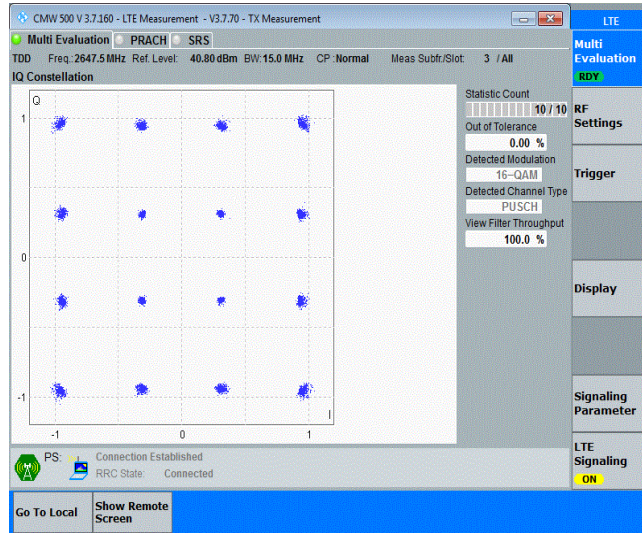 CMW 500 V 3.7.160 - LTE Measurement - V3.7.70 - TX Measurement
LTE
Multi Evaluation PRACH SRS
Multi
Evaluation
RDY
TDD Freq.:2647.5 MHz Ref. Level: 40.80 dBm BW:15.0 MHz CP :Normal Meas Subfr./Slot: 3 / All
IQ Constellation
Q
1
0
-1
-1 0 1
I
Statistic Count
10 / 10
Out of Tolerance
0.00 %
Detected Modulation
16-QAM
Detected Channel Type
PUSCH
View Filter Throughput
100.0 %
RF
Settings
Trigger
Display
Signaling
Parameter
LTE
Signaling
ON
PS: Connection Established
RRC State: Connected
Go To Local
Show Remote
Screen